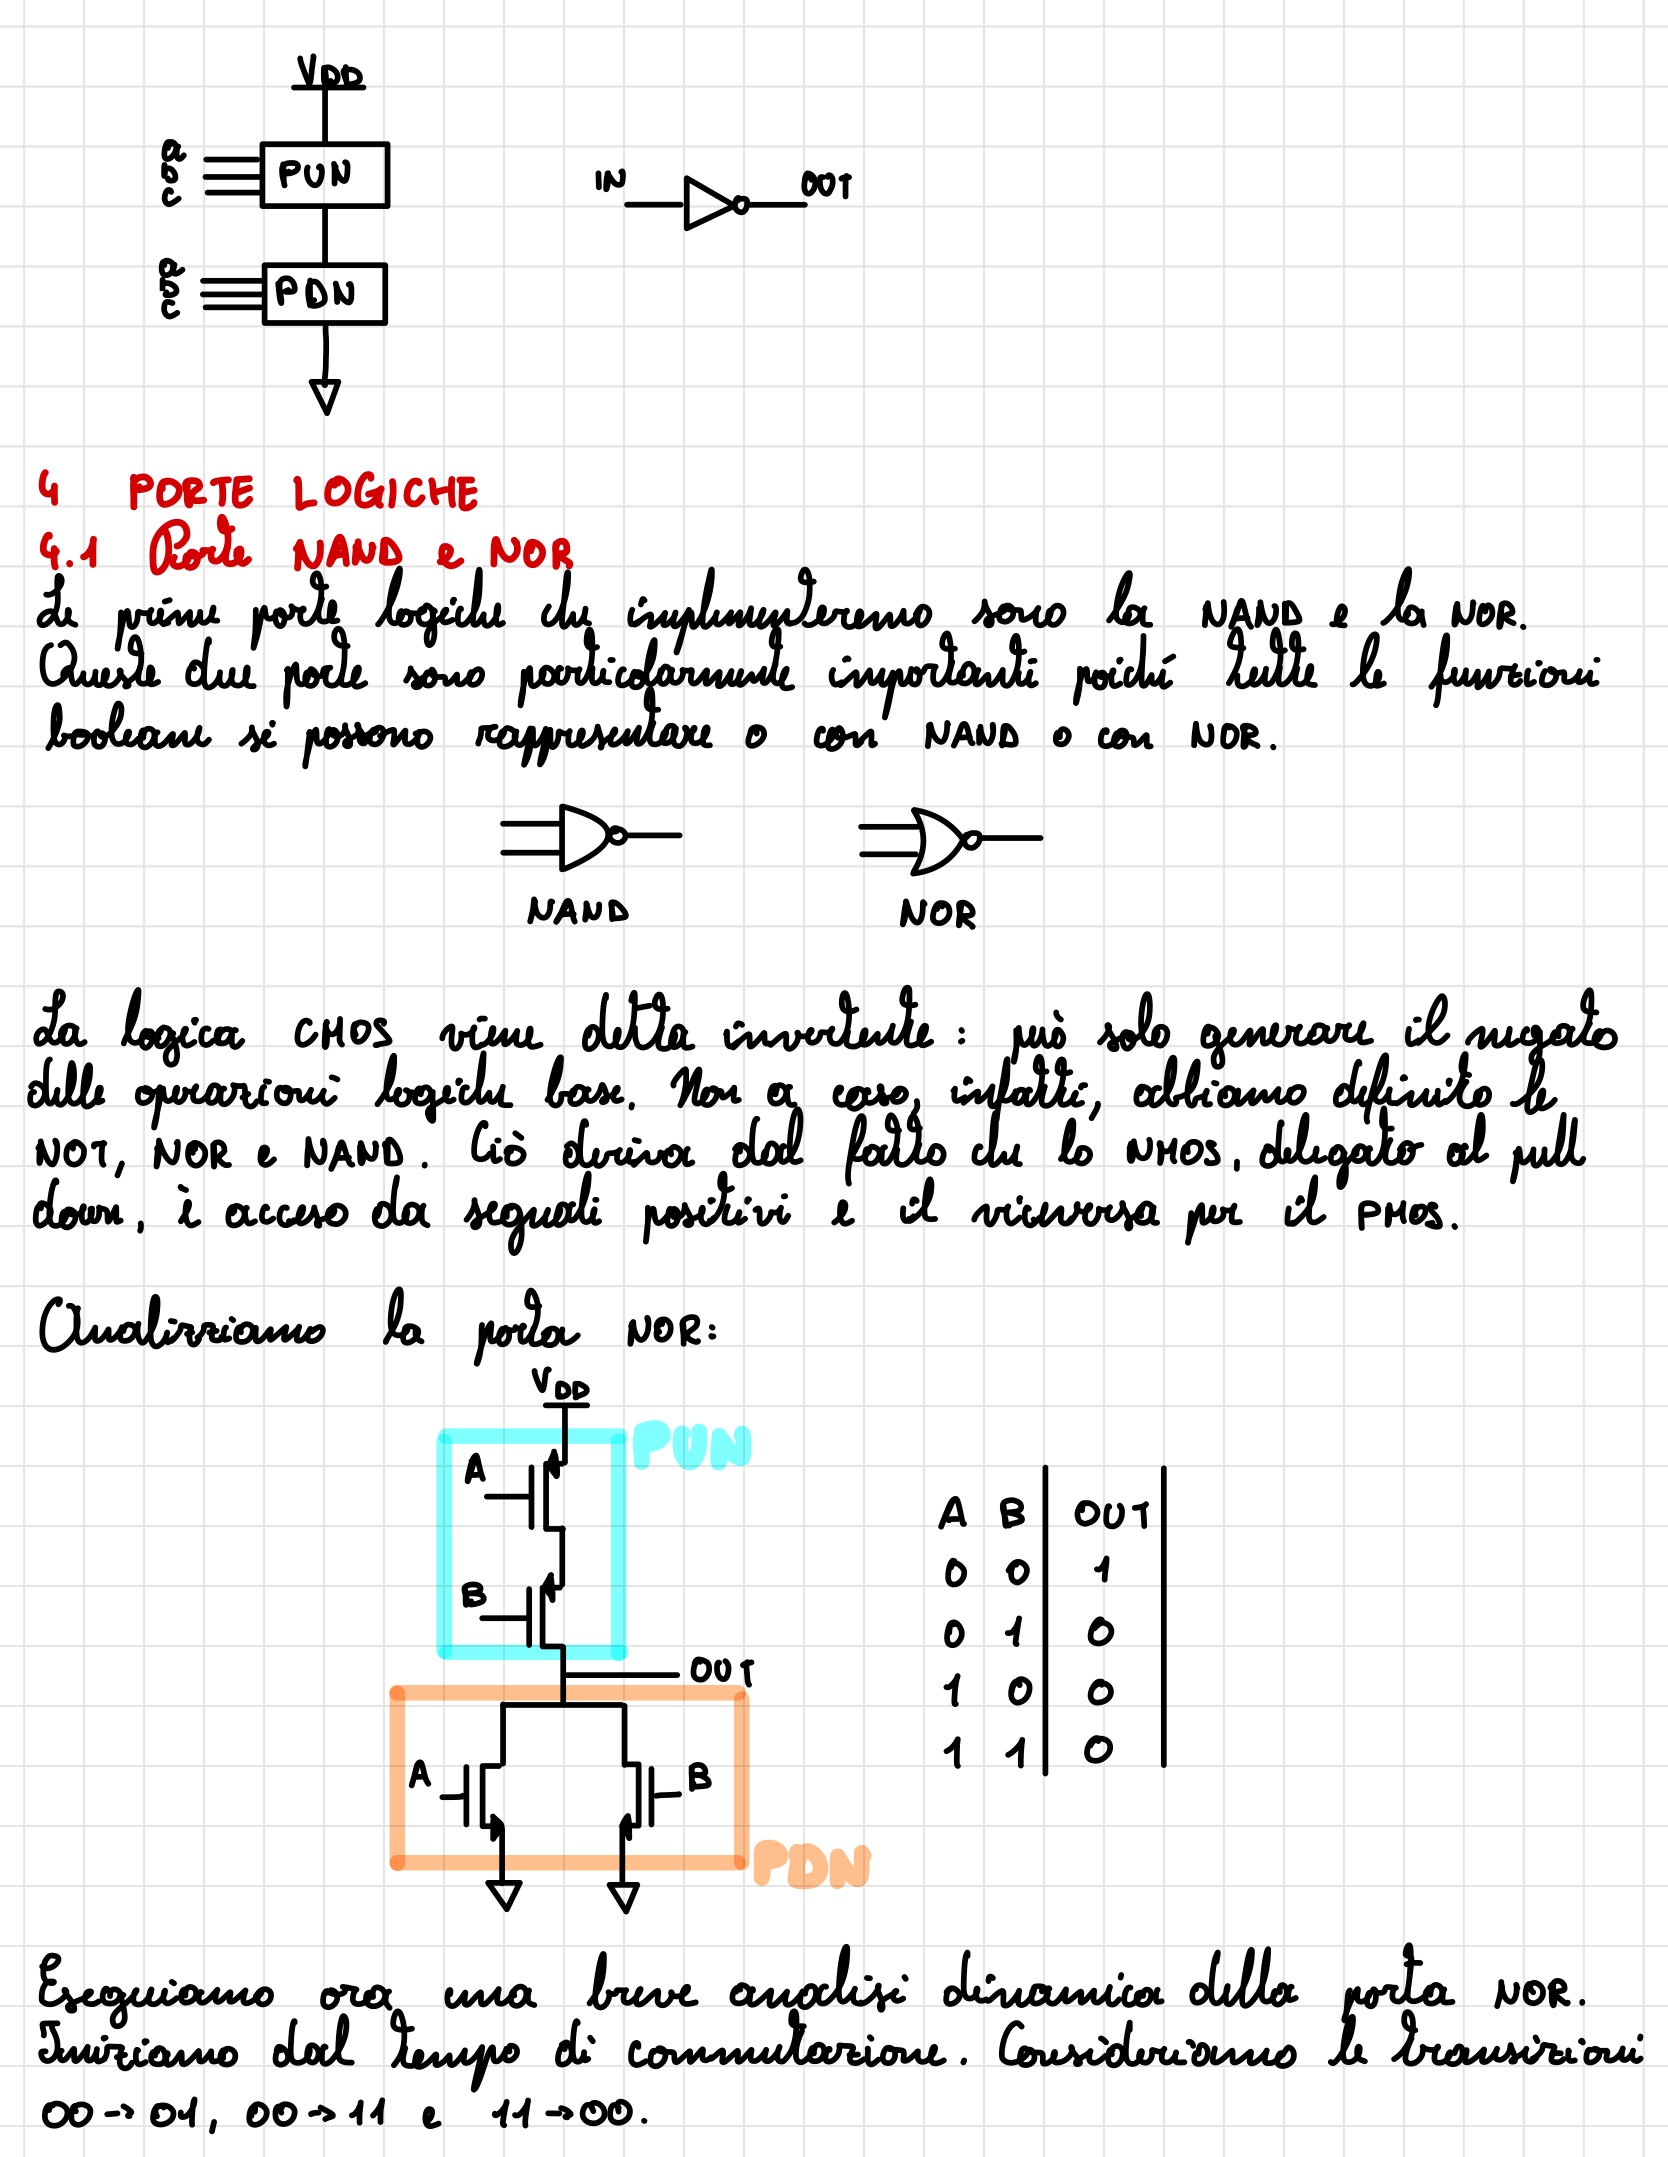 VDD
a
b
c
PUN
IN
OUT
a
b
c
PDN
4 PORTE LOGICHE
4.1 Porte NAND e NOR
Le prime porte logiche che implementeremo sono la NAND e la NOR.
Queste due porte sono particolarmente importanti poiché tutte le funzioni
booleane si possono rappresentare o con NAND o con NOR.
NAND
NOR
La logica CMOS viene detta invertente: può solo generare il negato
delle operazioni logiche base. Non a caso, infatti, abbiamo definito le
NOT, NOR e NAND. Ciò deriva dal fatto che lo NMOS, delegato al pull
down, è acceso da segnali positivi e il viceversa per il PMOS.
Analizziamo la porta NOR:
VDD
PUN
A
B
OUT
A
B
PDN
A B OUT
0 0 1
0 1 0
1 0 0
1 1 0
Eseguiamo ora una breve analisi dinamica della porta NOR.
Iniziamo dal tempo di commutazione. Consideriamo le transizioni
00→01, 00→11 e 11→00.